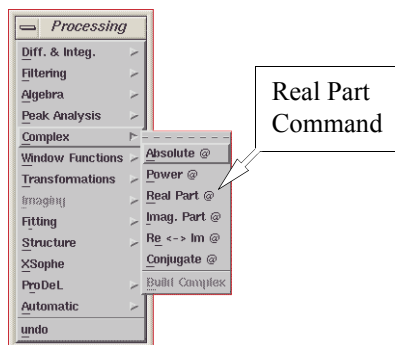 Processing
Diff. & Integ.
Filtering
Algebra
Peak Analysis
Complex
Window Functions
Transformations
Imaging
Fitting
Structure
XSophe
ProDeL
Automatic
undo
Absolute @
Power @
Real Part @
Imag. Part @
Re <-> Im @
Conjugate @
Build Complex
Real Part
Command